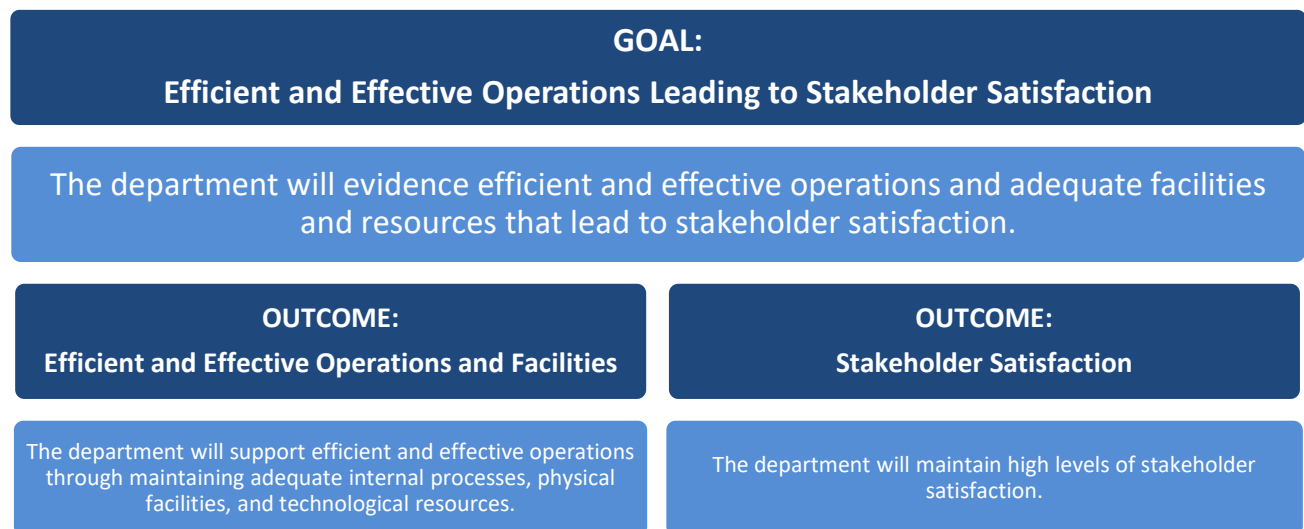 GOAL:
Efficient and Effective Operations Leading to Stakeholder Satisfaction
The department will evidence efficient and effective operations and adequate facilities
and resources that lead to stakeholder satisfaction.
OUTCOME:
Efficient and Effective Operations and Facilities
The department will support efficient and effective operations
through maintaining adequate internal processes, physical
facilities, and technological resources.
OUTCOME:
Stakeholder Satisfaction
The department will maintain high levels of stakeholder
satisfaction.